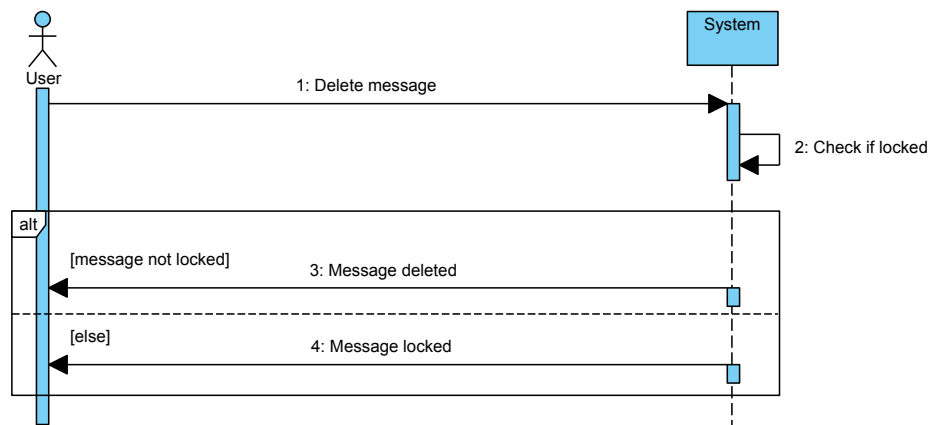 User
System
1: Delete message
2: Check if locked
alt
[message not locked]
3: Message deleted
[else]
4: Message locked